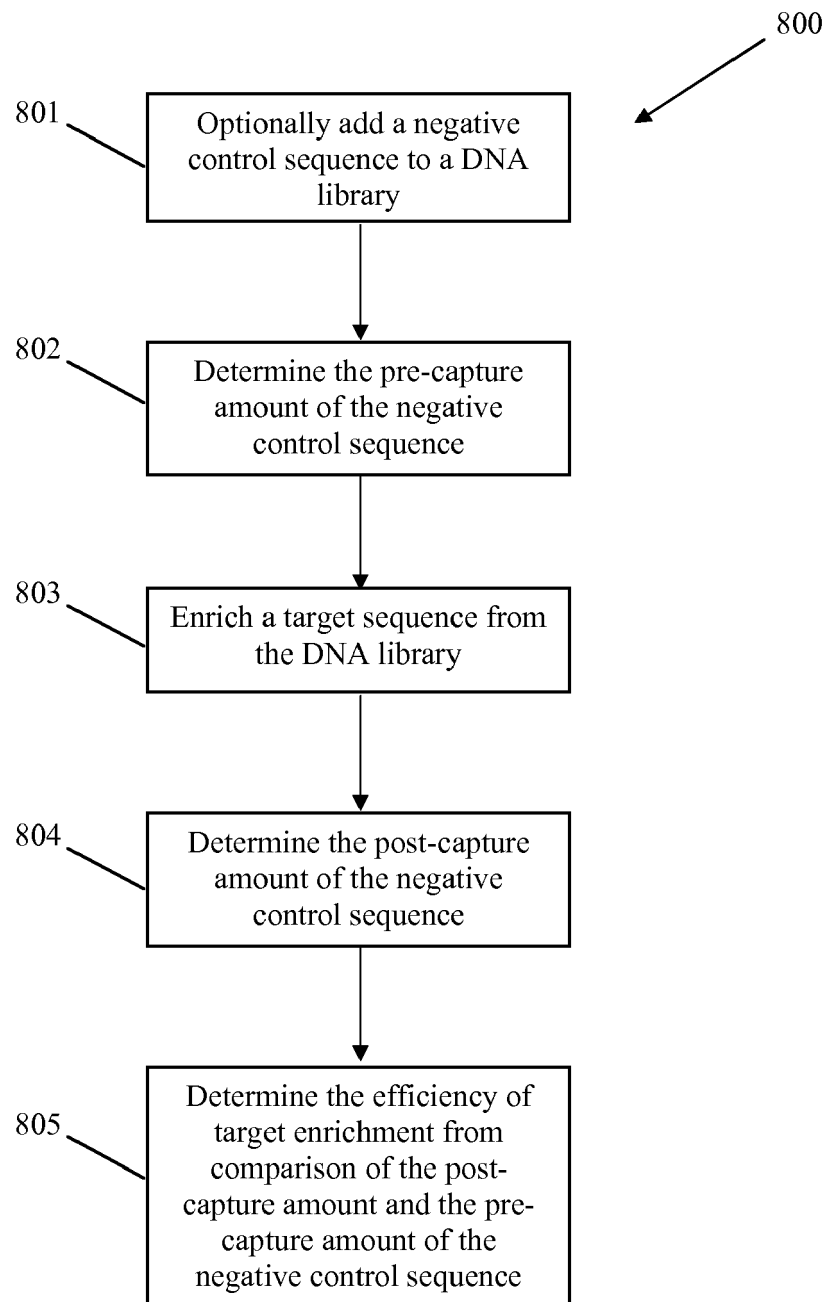 800
801
Optionally add a negative
control sequence to a DNA
library
802
Determine the pre-capture
amount of the negative
control sequence
803
Enrich a target sequence from
the DNA library
804
Determine the post-capture
amount of the negative
control sequence
805
Determine the efficiency of
target enrichment from
comparison of the post-
capture amount and the pre-
capture amount of the
negative control sequence